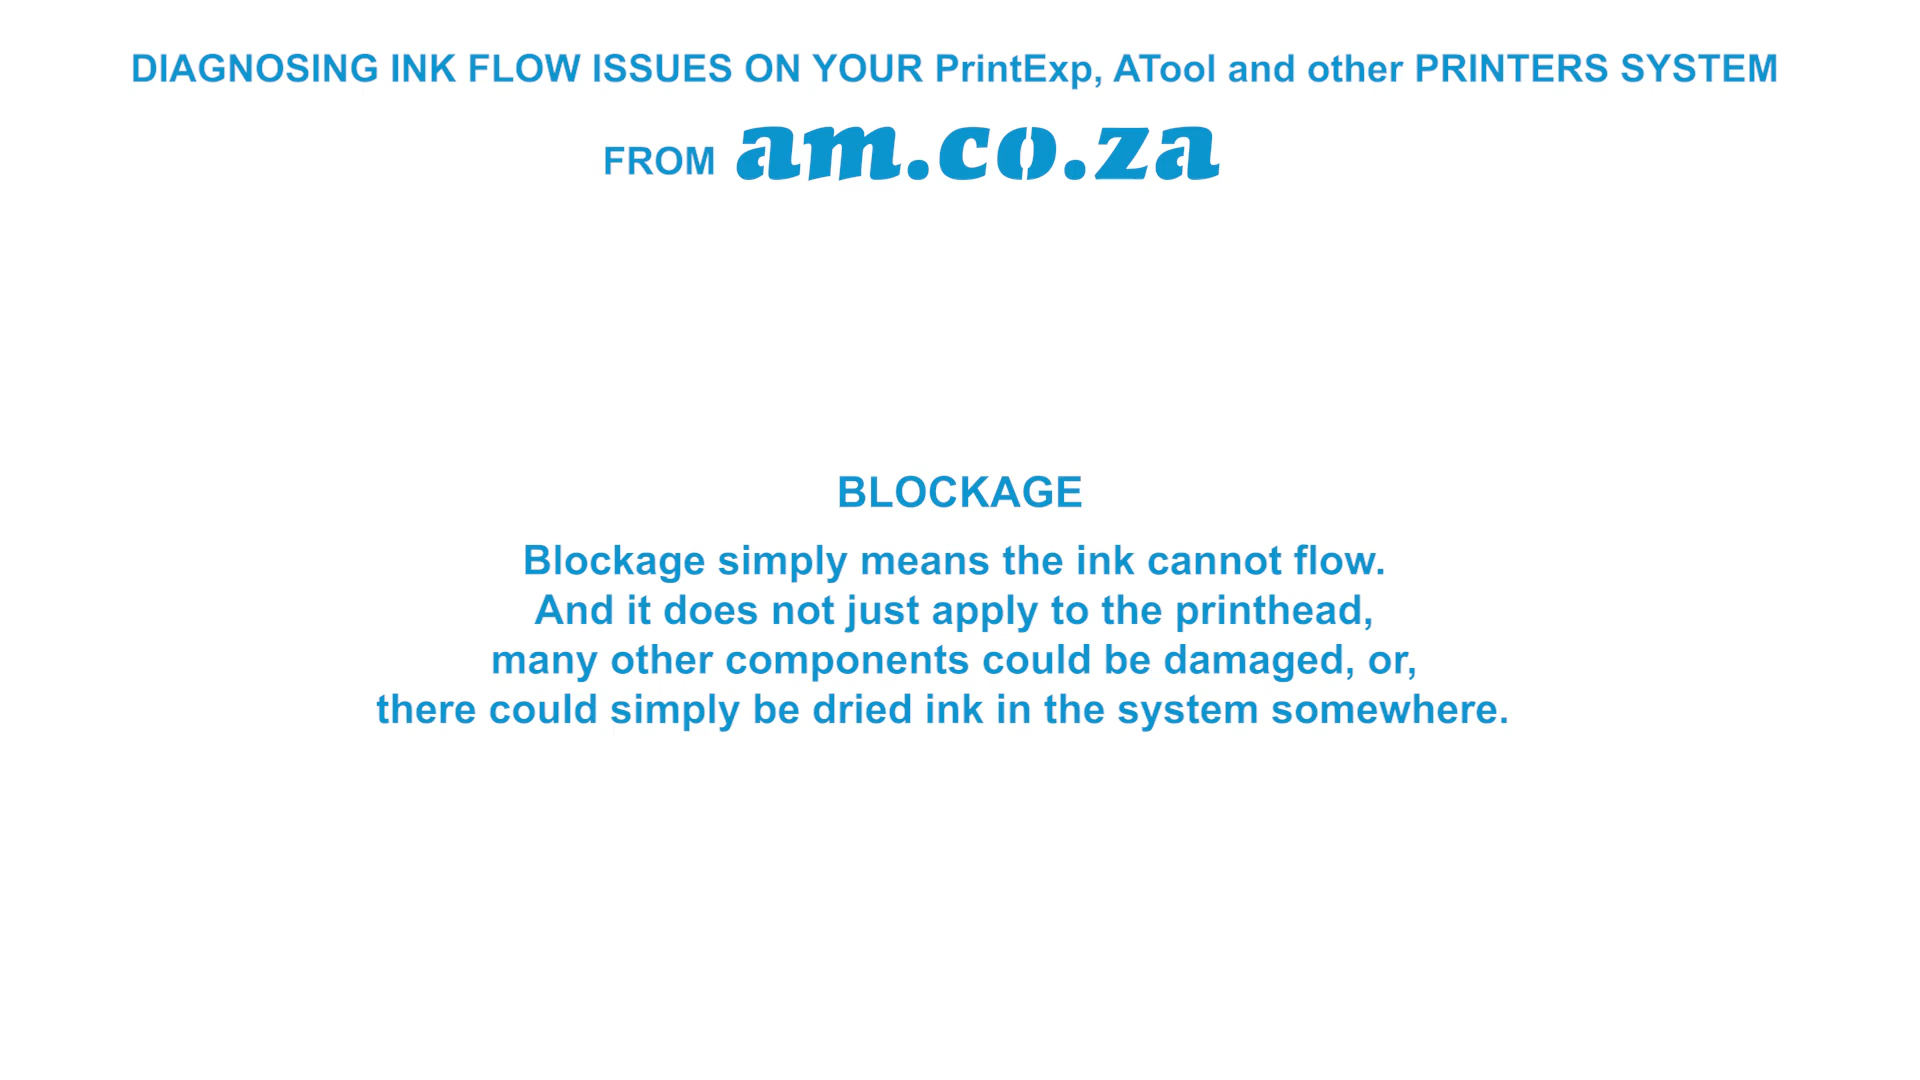 DIAGNOSING INK FLOW ISSUES ON YOUR PrintExp, ATool and other PRINTERS SYSTEM
FROM am.co.za
BLOCKAGE
Blockage simply means the ink cannot flow.
And it does not just apply to the printhead,
many other components could be damaged, or,
there could simply be dried ink in the system somewhere.